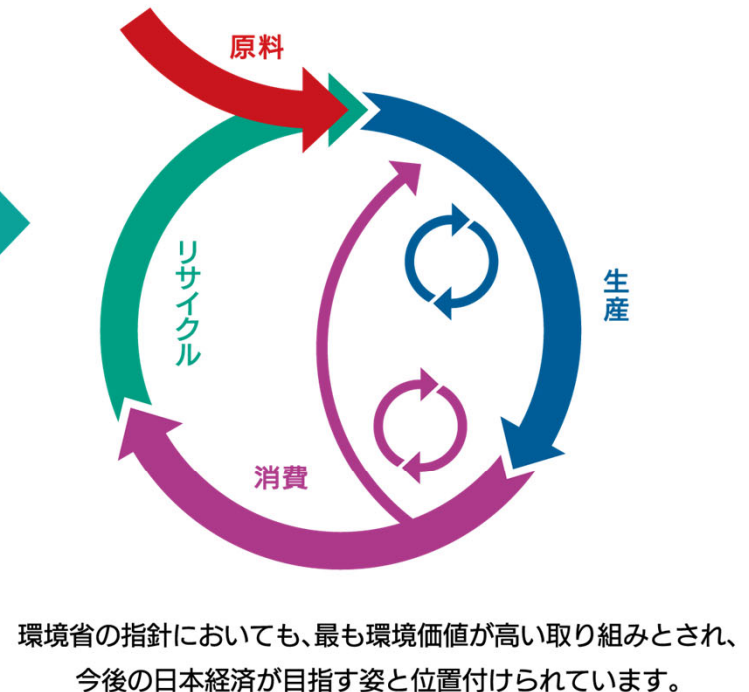 原料
生産
リサイクル
消費
環境省の指針においても、最も環境価値が高い取り組みとされ、
今後の日本経済が目指す姿と位置付けられています。